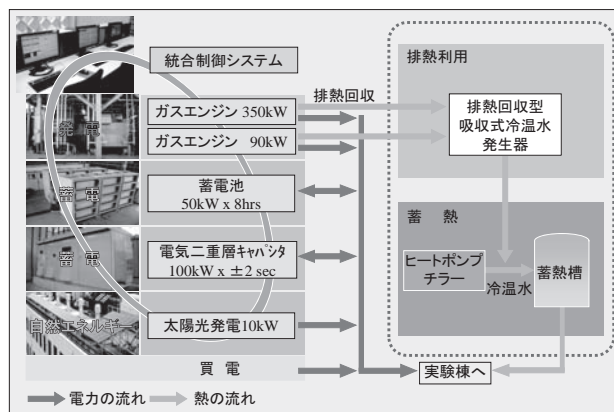 統合制御システム
排熱利用
排熱回収
発電
ガスエンジン 350kW
ガスエンジン 90kW
排熱回収型
吸収式冷温水
発生器
蓄電
蓄電池
50kW x 8hrs
蓄熱
蓄電
電気二重層キャパシタ
100kW x ±2 sec
ヒートポンプ
チラー
冷温水
蓄熱槽
自然エネルギー
太陽光発電10kW
買電
実験棟へ
電力の流れ
熱の流れ